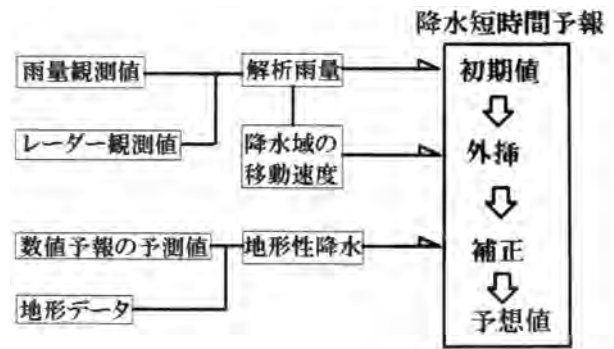 降水短時間予報
雨量観測値
解析雨量
初期値
レーダー観測値
降水域の
移動速度
外挿
数値予報の予測値
地形性降水
補正
地形データ
予想値